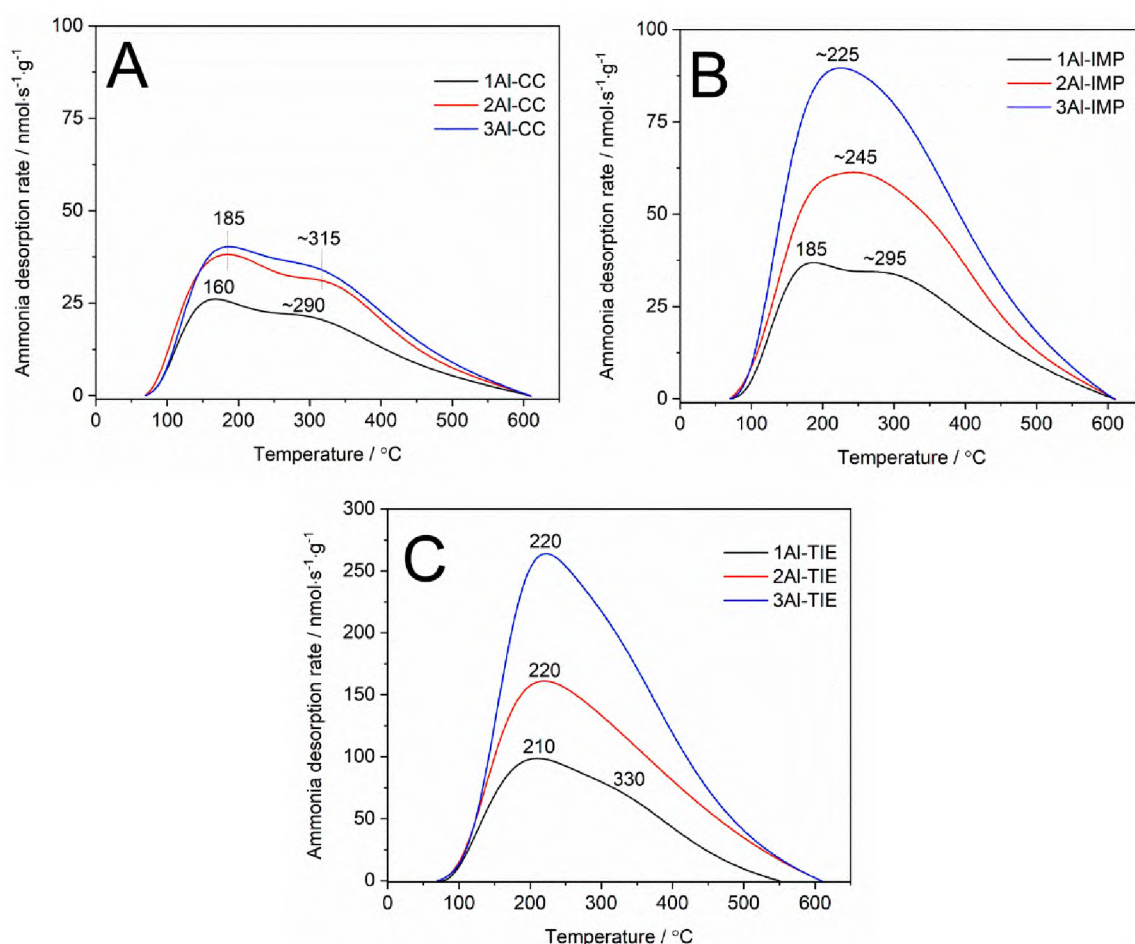 A
1Al-CC
2Al-CC
3Al-CC
185
~315
160
~290
100
75
50
25
0
0 100 200 300 400 500 600
Ammonia desorption rate / nmol·s⁻¹·g⁻¹
Temperature / °C
B
1Al-IMP
2Al-IMP
3Al-IMP
~225
~245
185
~295
100
75
50
25
0
0 100 200 300 400 500 600
Ammonia desorption rate / nmol·s⁻¹·g⁻¹
Temperature / °C
C
1Al-TIE
2Al-TIE
3Al-TIE
220
220
210
330
300
250
200
150
100
50
0
0 100 200 300 400 500 600
Ammonia desorption rate / nmol·s⁻¹·g⁻¹
Temperature / °C